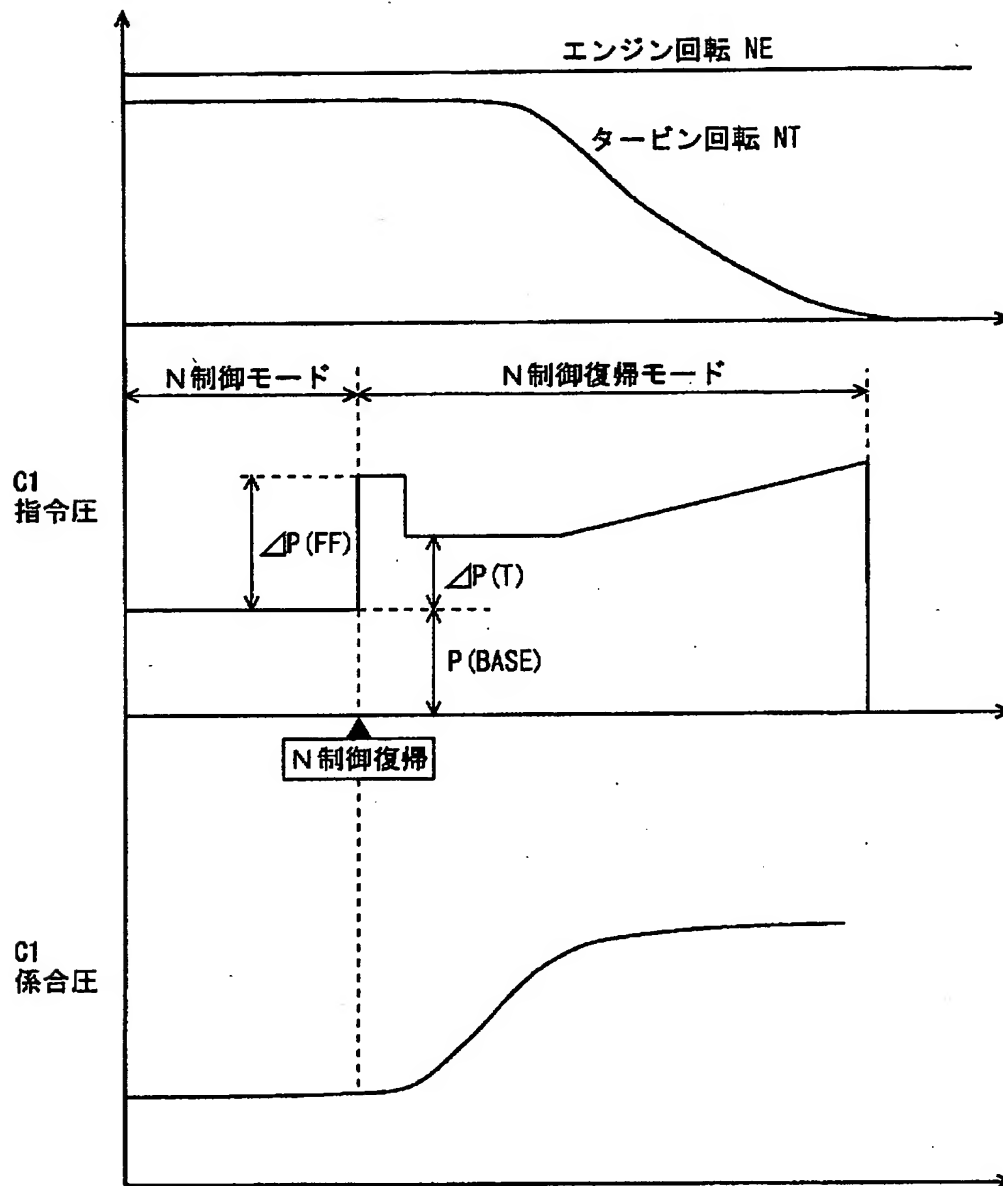 エンジン回転 NE
タービン回転 NT
N制御モード
N制御復帰モード
C1
指令圧
⊿P(FF)
⊿P(T)
P(BASE)
N制御復帰
C1
係合圧